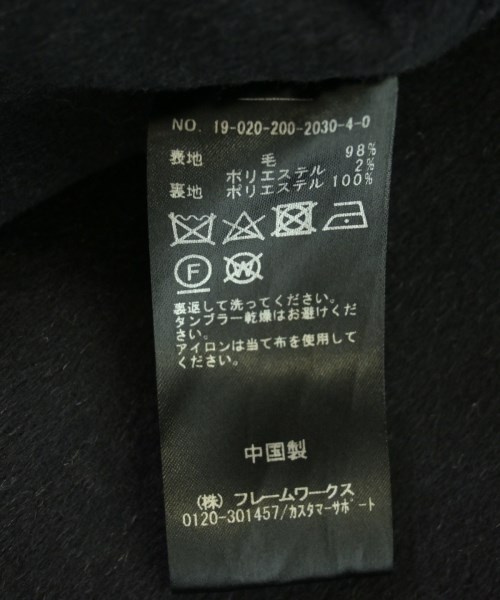 NO. 19-020-200-2030-4-0
表地 毛 98%
ポリエステル 2%
裏地 ポリエステル 100%
F W
裏返して洗ってください。
タンブラー乾燥はお避けくだ
さい。
アイロンは当て布を使用して
ください。
中国製
(株) フレームワークス
0120-301457/カスタマーサポート